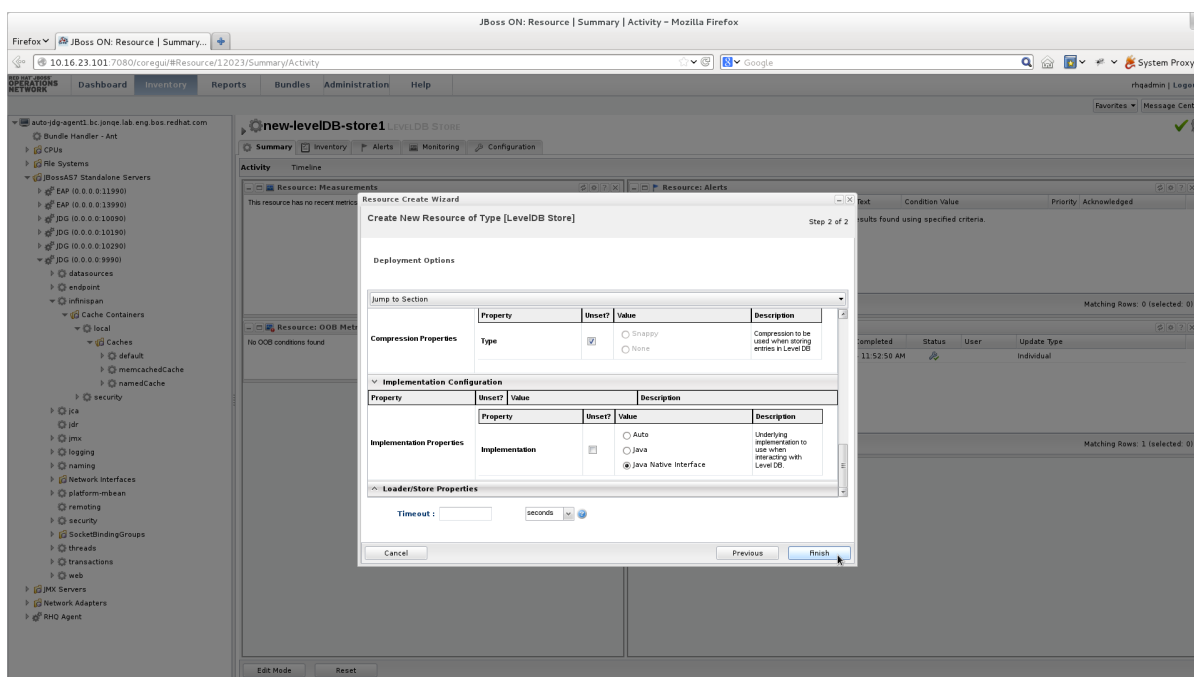 JBoss ON: Resource | Summary | Activity - Mozilla Firefox
Firefox
JBoss ON: Resource | Summary...
10.16.23.101:7080/coregui/#Resource/12023/Summary/Activity
Google
System Proxy
RED HAT JBOSS
OPERATIONS
NETWORK
Dashboard Inventory Reports Bundles Administration Help
rhqadmin | Logo
Favorites Message Cent
auto-jdg-agent1.bc.jonqe.lab.eng.bos.redhat.com
Bundle Handler - Ant
CPUs
File Systems
JBossAS7 Standalone Servers
EAP (0.0.0.0:11990)
EAP (0.0.0.0:13990)
JDG (0.0.0.0:10090)
JDG (0.0.0.0:10190)
JDG (0.0.0.0:10290)
JDG (0.0.0.0:9990)
datasources
endpoint
infinispan
Cache Containers
local
Caches
default
memcachedCache
namedCache
security
jca
jdr
jmx
logging
naming
Network Interfaces
platform-mbean
remoting
security
SocketBindingGroups
threads
transactions
web
JMX Servers
Network Adapters
RHQ Agent
new-levelDB-store1 LEVELDB STORE
Summary Inventory Alerts Monitoring Configuration
Activity Timeline
Resource: Measurements
This resource has no recent metrics
Resource: OOB Metr
No OOB conditions found
Resource: Alerts
Text Condition Value Priority Acknowledged
esults found using specified criteria.
Matching Rows: 0 (selected: 0)
ompleted Status User Update Type
11:52:50 AM Individual
Matching Rows: 1 (selected: 0)
Edit Mode Reset
Resource Create Wizard
Create New Resource of Type [LevelDB Store]
Step 2 of 2
Deployment Options
Jump to Section
Property Unset? Value Description
Compression Properties
Type
Snappy
None
Compression to be
used when storing
entries in Level DB
Implementation Configuration
Property Unset? Value Description
Property Unset? Value Description
Implementation Properties
Implementation
Auto
Java
Java Native Interface
Underlying
implementation to
use when
interacting with
Level DB.
Loader/Store Properties
Timeout : seconds
Cancel Previous Finish